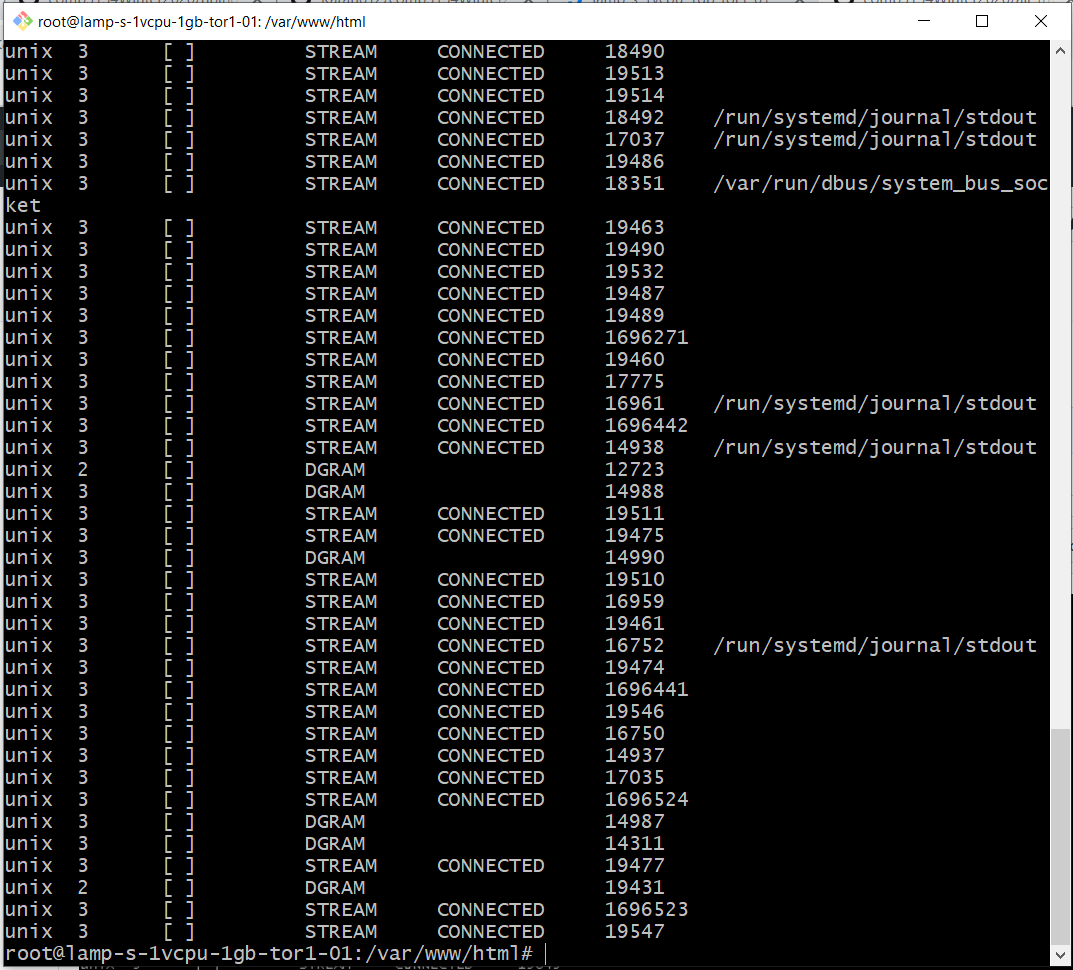 root@lamp-s-1vcpu-1gb-tor1-01: /var/www/html
unix 3 [ ] STREAM CONNECTED 18490
unix 3 [ ] STREAM CONNECTED 19513
unix 3 [ ] STREAM CONNECTED 19514
unix 3 [ ] STREAM CONNECTED 18492 /run/systemd/journal/stdout
unix 3 [ ] STREAM CONNECTED 17037 /run/systemd/journal/stdout
unix 3 [ ] STREAM CONNECTED 19486
unix 3 [ ] STREAM CONNECTED 18351 /var/run/dbus/system_bus_soc
ket
unix 3 [ ] STREAM CONNECTED 19463
unix 3 [ ] STREAM CONNECTED 19490
unix 3 [ ] STREAM CONNECTED 19532
unix 3 [ ] STREAM CONNECTED 19487
unix 3 [ ] STREAM CONNECTED 19489
unix 3 [ ] STREAM CONNECTED 1696271
unix 3 [ ] STREAM CONNECTED 19460
unix 3 [ ] STREAM CONNECTED 17775
unix 3 [ ] STREAM CONNECTED 16961 /run/systemd/journal/stdout
unix 3 [ ] STREAM CONNECTED 1696442
unix 3 [ ] STREAM CONNECTED 14938 /run/systemd/journal/stdout
unix 2 [ ] DGRAM 12723
unix 3 [ ] DGRAM 14988
unix 3 [ ] STREAM CONNECTED 19511
unix 3 [ ] STREAM CONNECTED 19475
unix 3 [ ] DGRAM 14990
unix 3 [ ] STREAM CONNECTED 19510
unix 3 [ ] STREAM CONNECTED 16959
unix 3 [ ] STREAM CONNECTED 19461
unix 3 [ ] STREAM CONNECTED 16752 /run/systemd/journal/stdout
unix 3 [ ] STREAM CONNECTED 19474
unix 3 [ ] STREAM CONNECTED 1696441
unix 3 [ ] STREAM CONNECTED 19546
unix 3 [ ] STREAM CONNECTED 16750
unix 3 [ ] STREAM CONNECTED 14937
unix 3 [ ] STREAM CONNECTED 17035
unix 3 [ ] STREAM CONNECTED 1696524
unix 3 [ ] DGRAM 14987
unix 3 [ ] DGRAM 14311
unix 3 [ ] STREAM CONNECTED 19477
unix 2 [ ] DGRAM 19431
unix 3 [ ] STREAM CONNECTED 1696523
unix 3 [ ] STREAM CONNECTED 19547
root@lamp-s-1vcpu-1gb-tor1-01:/var/www/html#